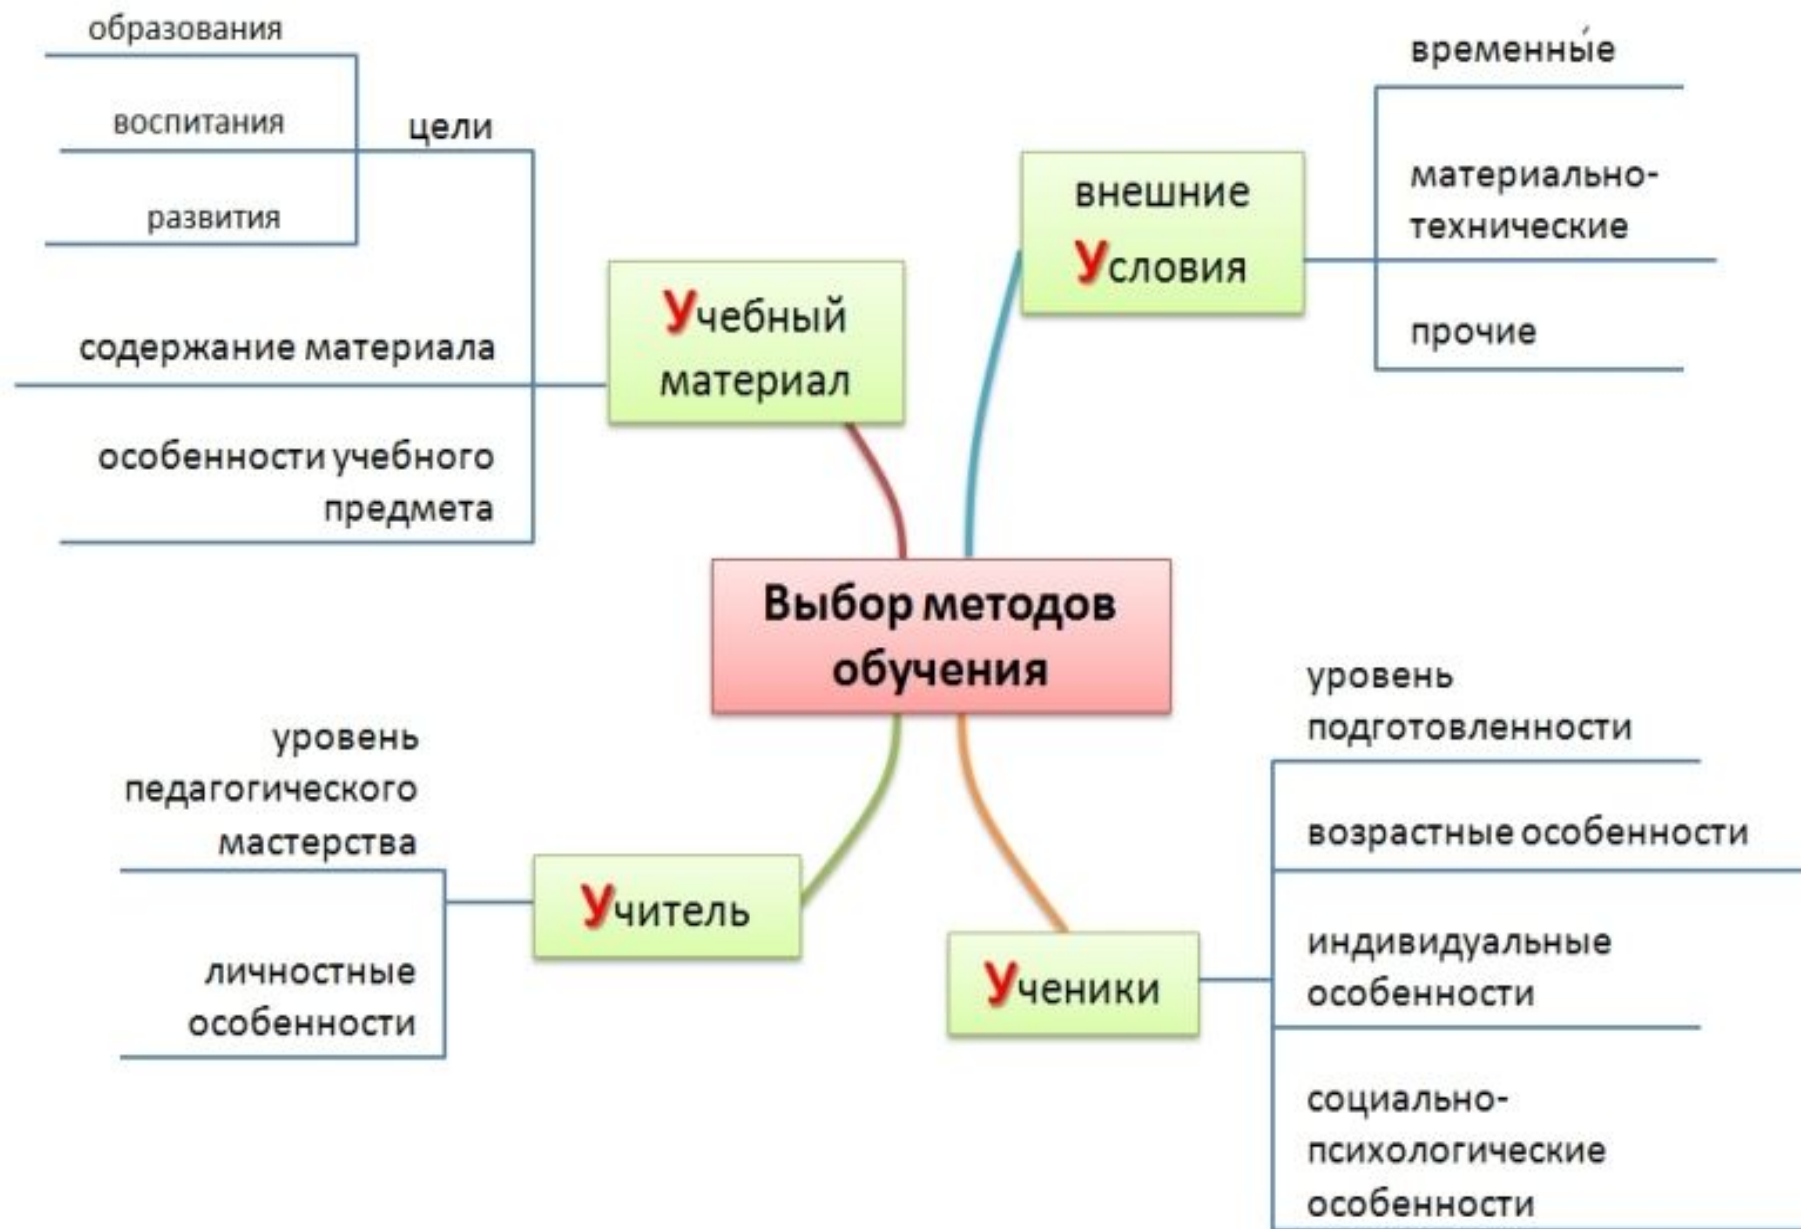 образования
воспитания
развития
цели
содержание материала
особенности учебного
предмета
Учебный
материал
внешние
Условия
временны́е
материально-
технические
прочие
Выбор методов
обучения
уровень
педагогического
мастерства
личностные
особенности
Учитель
Ученики
уровень
подготовленности
возрастные особенности
индивидуальные
особенности
социально-
психологические
особенности